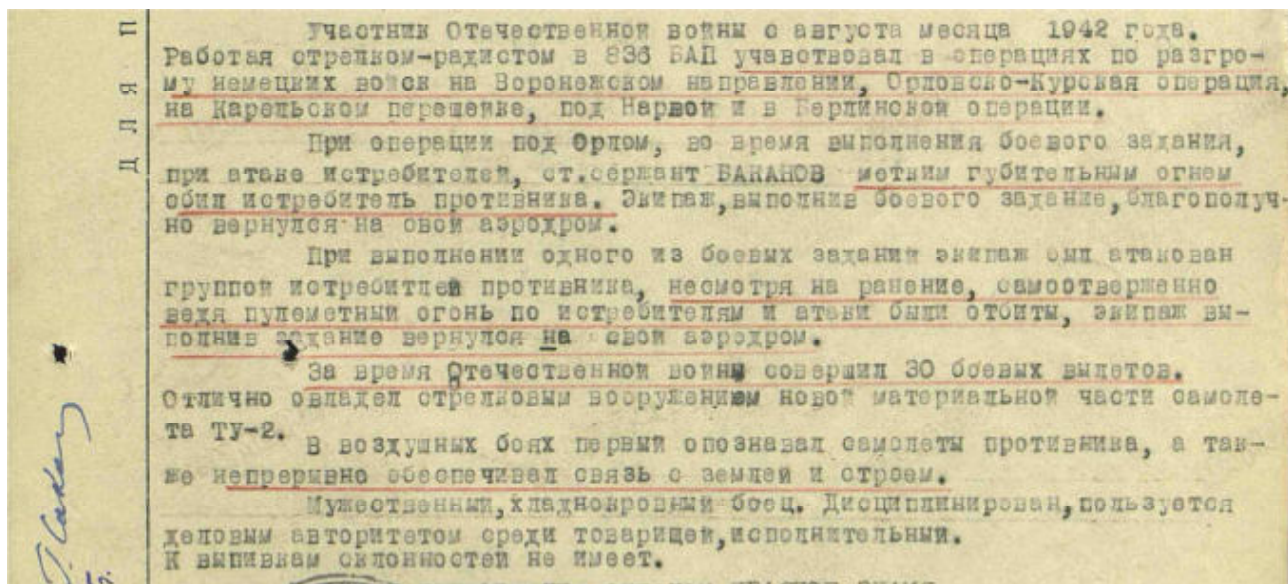 П
Для
Участник Отечественной войны с августа месяца 1942 года.
Работая стрелком-радистом в 836 БАП учавствовал в операциях по разгро-
му немецких войск на Воронежском направлении, Орловско-Курская операция,
на Карельском перешейке, под Нарвой и в Берлинской операции.
При операции под Орлом, во время выполнения боевого задания,
при атаке истребителей, ст.сержант БАКАНОВ метким губительным огнем
сбил истребитель противника. Экипаж,выполнив боевого задание,благополуч-
но вернулся на свой аэродром.
При выполнении одного из боевых заданий экипаж был атакован
группой истребитлей противника, несмотря на ранение, самоотверженно
ведя пулеметный огонь по истребителям и атаки были отбиты, экипаж вы-
полнив задание вернулся на свой аэродром.
За время Отечественной войны совершил 30 боевых вылетов.
Отлично овладел стрелковым вооружением новой материальной части самоле-
та ТУ-2.
В воздушных боях первый опознавал самолеты противника, а так-
же непрерывно обеспечивал связь с землей и строем.
Мужественный,хладнокровный боец. Дисциплинирован,пользуется
деловым авторитетом среди товарищей,исполнительный.
К выпивкам склонностей не имеет.